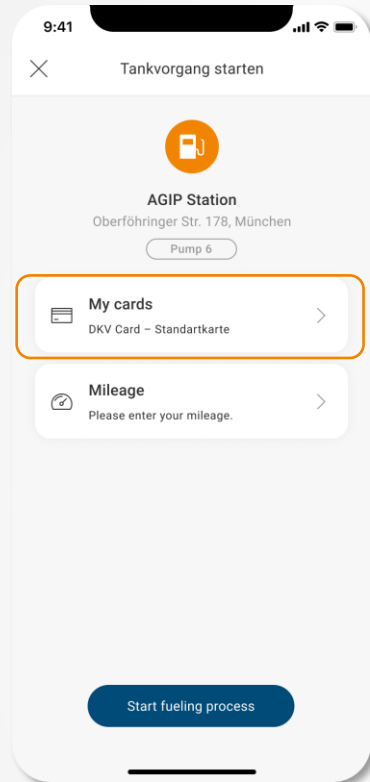 9:41
Tankvorgang starten
AGIP Station
Oberföhringer Str. 178, München
Pump 6
My cards
DKV Card – Standartkarte
Mileage
Please enter your mileage.
Start fueling process